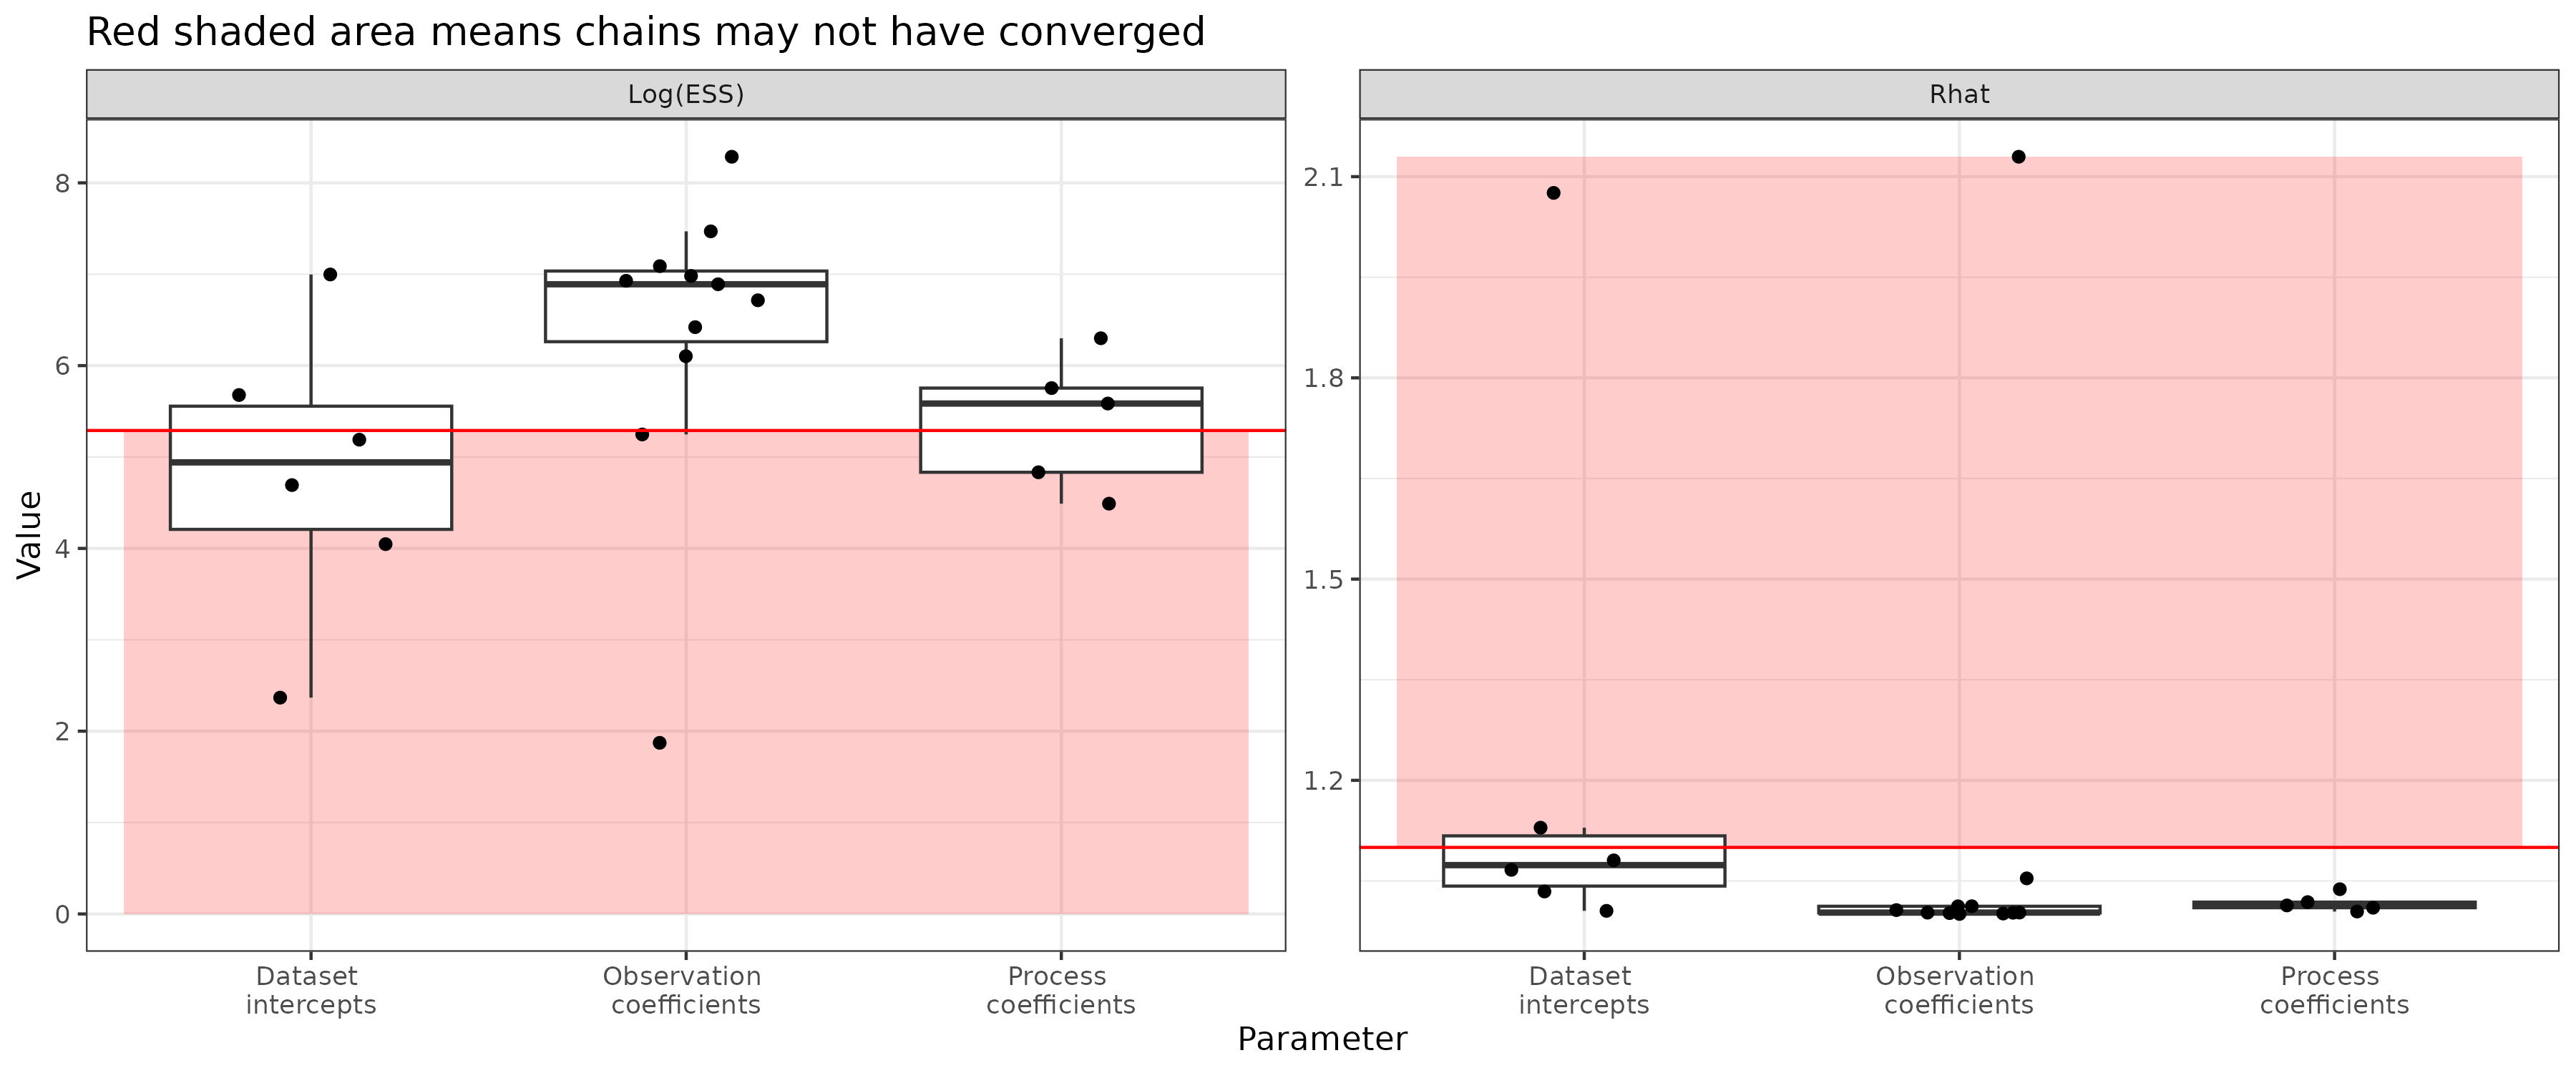 Red shaded area means chains may not have converged
Log(ESS)
Rhat
Value
8
6
4
2
0
2.1
1.8
1.5
1.2
Dataset
intercepts
Observation
coefficients
Process
coefficients
Dataset
intercepts
Observation
coefficients
Process
coefficients
Parameter